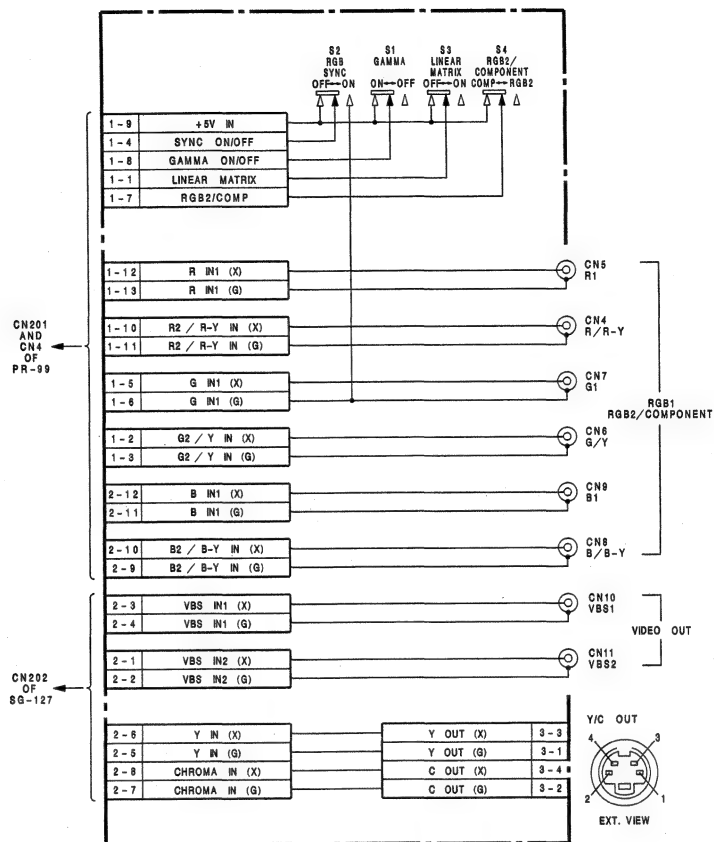 S2
RGB
SYNC
OFF↔ON
S1
GAMMA
ON↔OFF
S3
LINEAR
MATRIX
OFF↔ON
S4
RGB2/
COMPONENT
COMP↔RGB2
1-9 +5V IN
1-4 SYNC ON/OFF
1-8 GAMMA ON/OFF
1-1 LINEAR MATRIX
1-7 RGB2/COMP
1-12 R IN1 (X)
1-13 R IN1 (G)
CN5
R1
1-10 R2 / R-Y IN (X)
1-11 R2 / R-Y IN (G)
CN4
R/R-Y
CN201
AND
CN4
OF
PR-99
1-5 G IN1 (X)
1-6 G IN1 (G)
CN7
G1
RGB1
RGB2/COMPONENT
1-2 G2 / Y IN (X)
1-3 G2 / Y IN (G)
CN6
G/Y
2-12 B IN1 (X)
2-11 B IN1 (G)
CN9
B1
2-10 B2 / B-Y IN (X)
2-9 B2 / B-Y IN (G)
CN8
B/B-Y
2-3 VBS IN1 (X)
2-4 VBS IN1 (G)
CN10
VBS1
VIDEO OUT
2-1 VBS IN2 (X)
2-2 VBS IN2 (G)
CN11
VBS2
CN202
OF
SG-127
2-6 Y IN (X)
2-5 Y IN (G)
2-8 CHROMA IN (X)
2-7 CHROMA IN (G)
Y OUT (X) 3-3
Y OUT (G) 3-1
C OUT (X) 3-4
C OUT (G) 3-2
Y/C OUT
4
3
2
1
EXT. VIEW